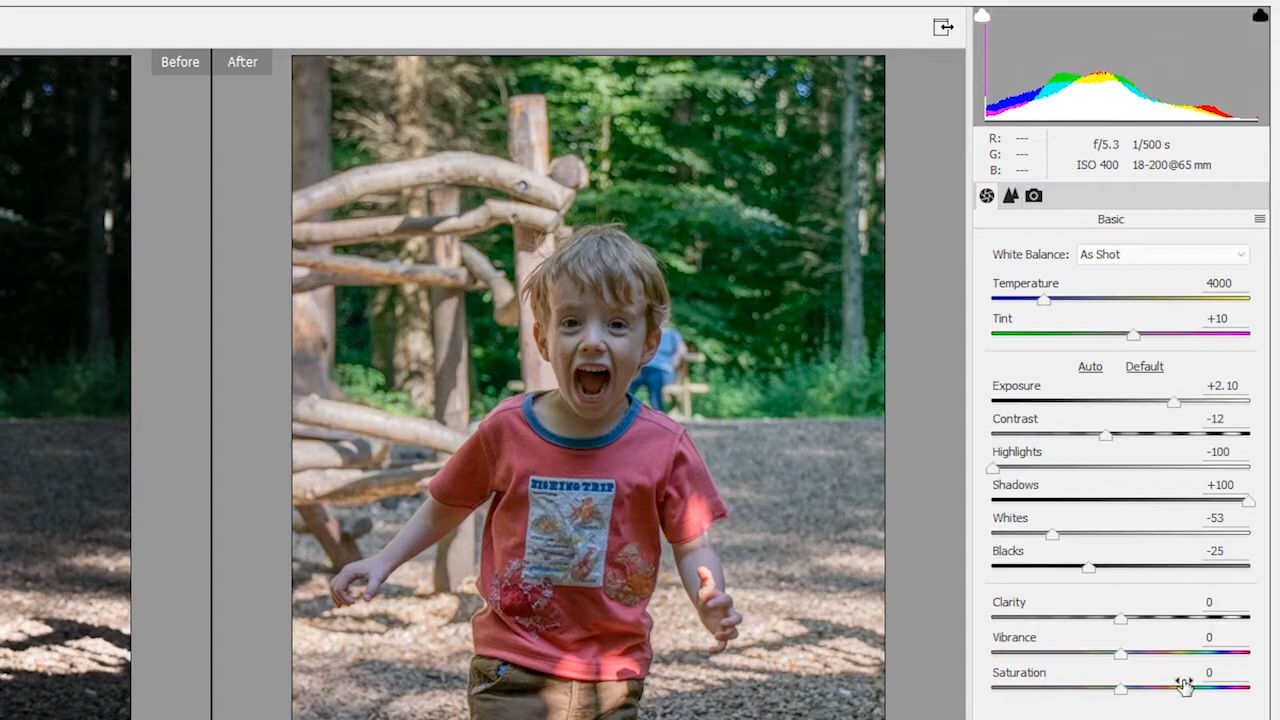 Before
After
R: ---
G: ---
B: ---
f/5.3 1/500 s
ISO 400 18-200@65 mm
Basic
White Balance: As Shot
Temperature 4000
Tint +10
Auto Default
Exposure +2.10
Contrast -12
Highlights -100
Shadows +100
Whites -53
Blacks -25
Clarity 0
Vibrance 0
Saturation 0
FISHING TRIP